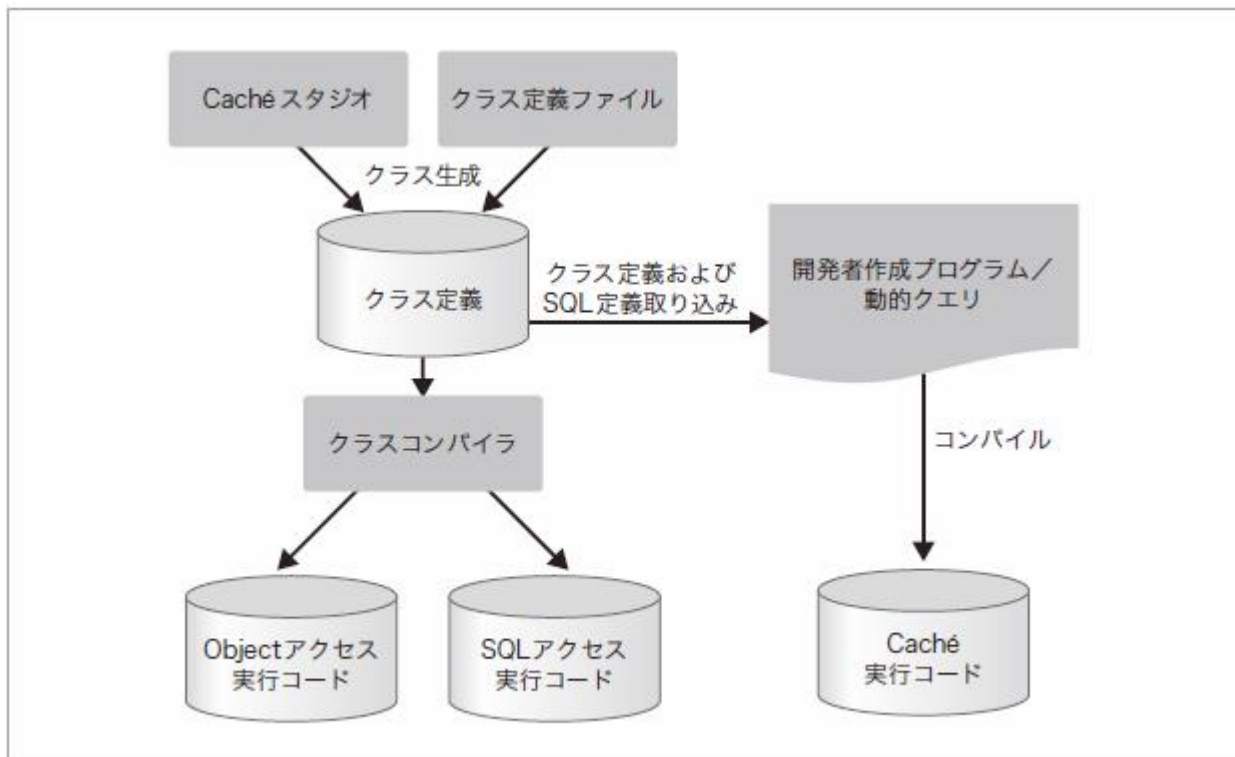 Caché スタジオ
クラス定義ファイル
クラス生成
クラス定義
クラス定義および
SQL定義取り込み
開発者作成プログラム／
動的クエリ
クラスコンパイラ
コンパイル
Objectアクセス
実行コード
SQLアクセス
実行コード
Caché
実行コード